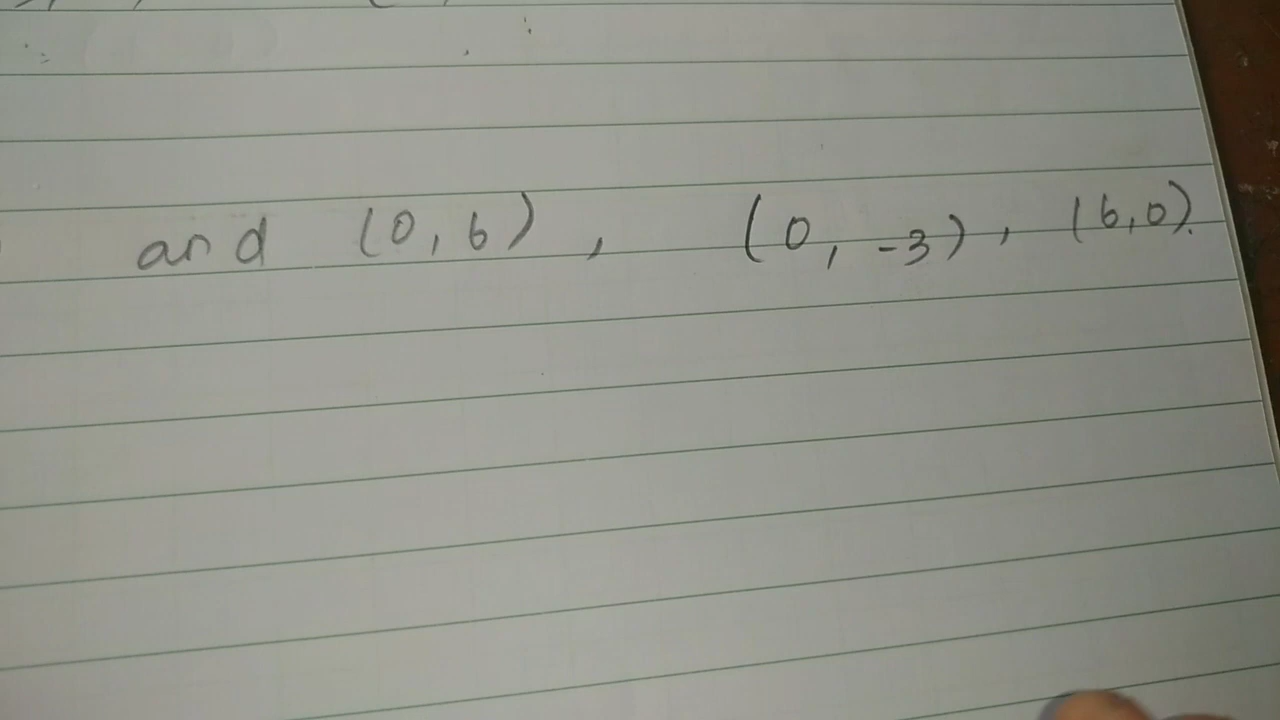 and (0, 6) , (0, -3) , (6,0).